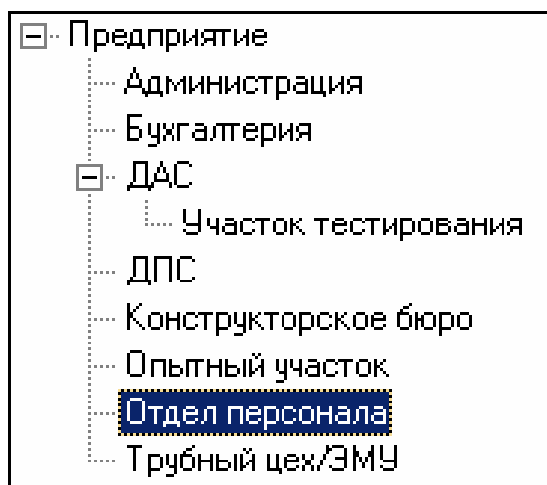 Предприятие
Администрация
Бухгалтерия
ДАС
Участок тестирования
ДПС
Конструкторское бюро
Опытный участок
Отдел персонала
Трубный цех/ЭМУ